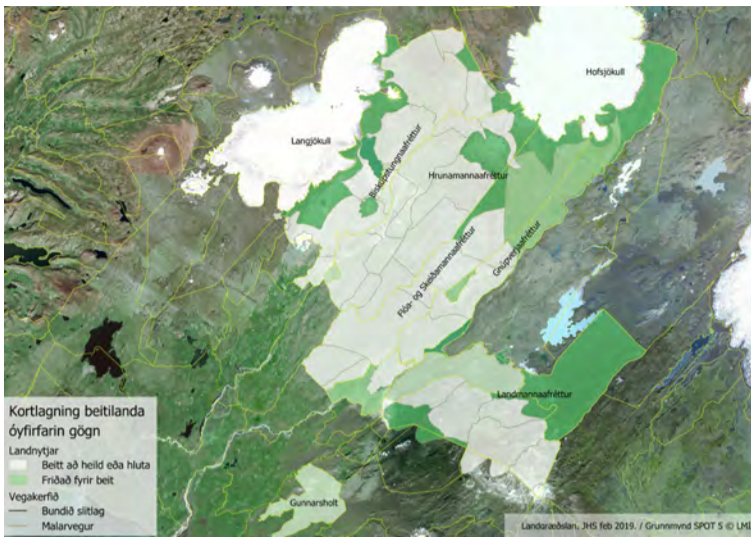 Hofsjökull
Langjökull
Biskupstungnaafréttur
Hrunamannaafréttur
Flóa- og Skeiðamannaafréttur
Gnúpverjaafréttur
Landmannaafréttur
Gunnarsholt
Kortlagning beitilanda
óyfirfarin gögn
Landnytjar
Beitt að heild eða hluta
Friðað fyrir beit
Vegakerfið
Bundið slitlag
Malarvegur
Landgræðslan. JHS feb 2019. / Grunnmynd SPOT 5 © LMI